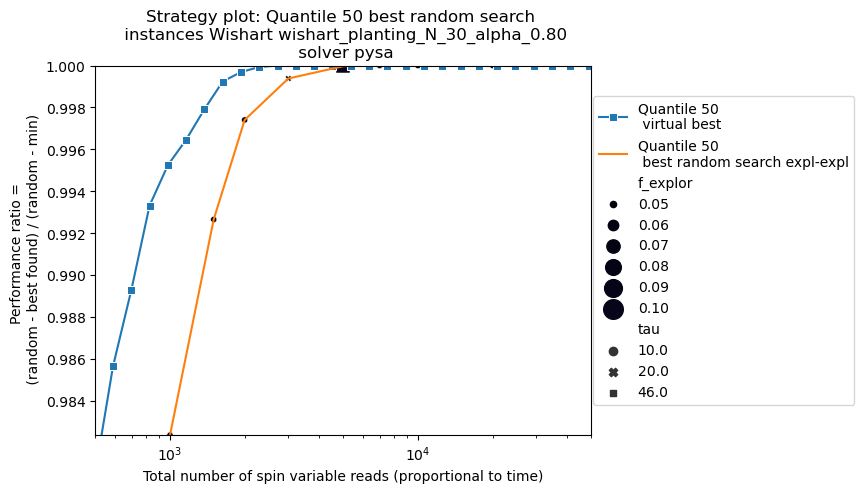 Strategy plot: Quantile 50 best random search
instances Wishart wishart_planting_N_30_alpha_0.80
solver pysa
1.000
0.998
0.996
0.994
0.992
0.990
0.988
0.986
0.984
Performance ratio =
(random - best found) / (random - min)
10³
10⁴
Total number of spin variable reads (proportional to time)
Quantile 50
virtual best
Quantile 50
best random search expl-expl
f_explor
0.05
0.06
0.07
0.08
0.09
0.10
tau
10.0
20.0
46.0